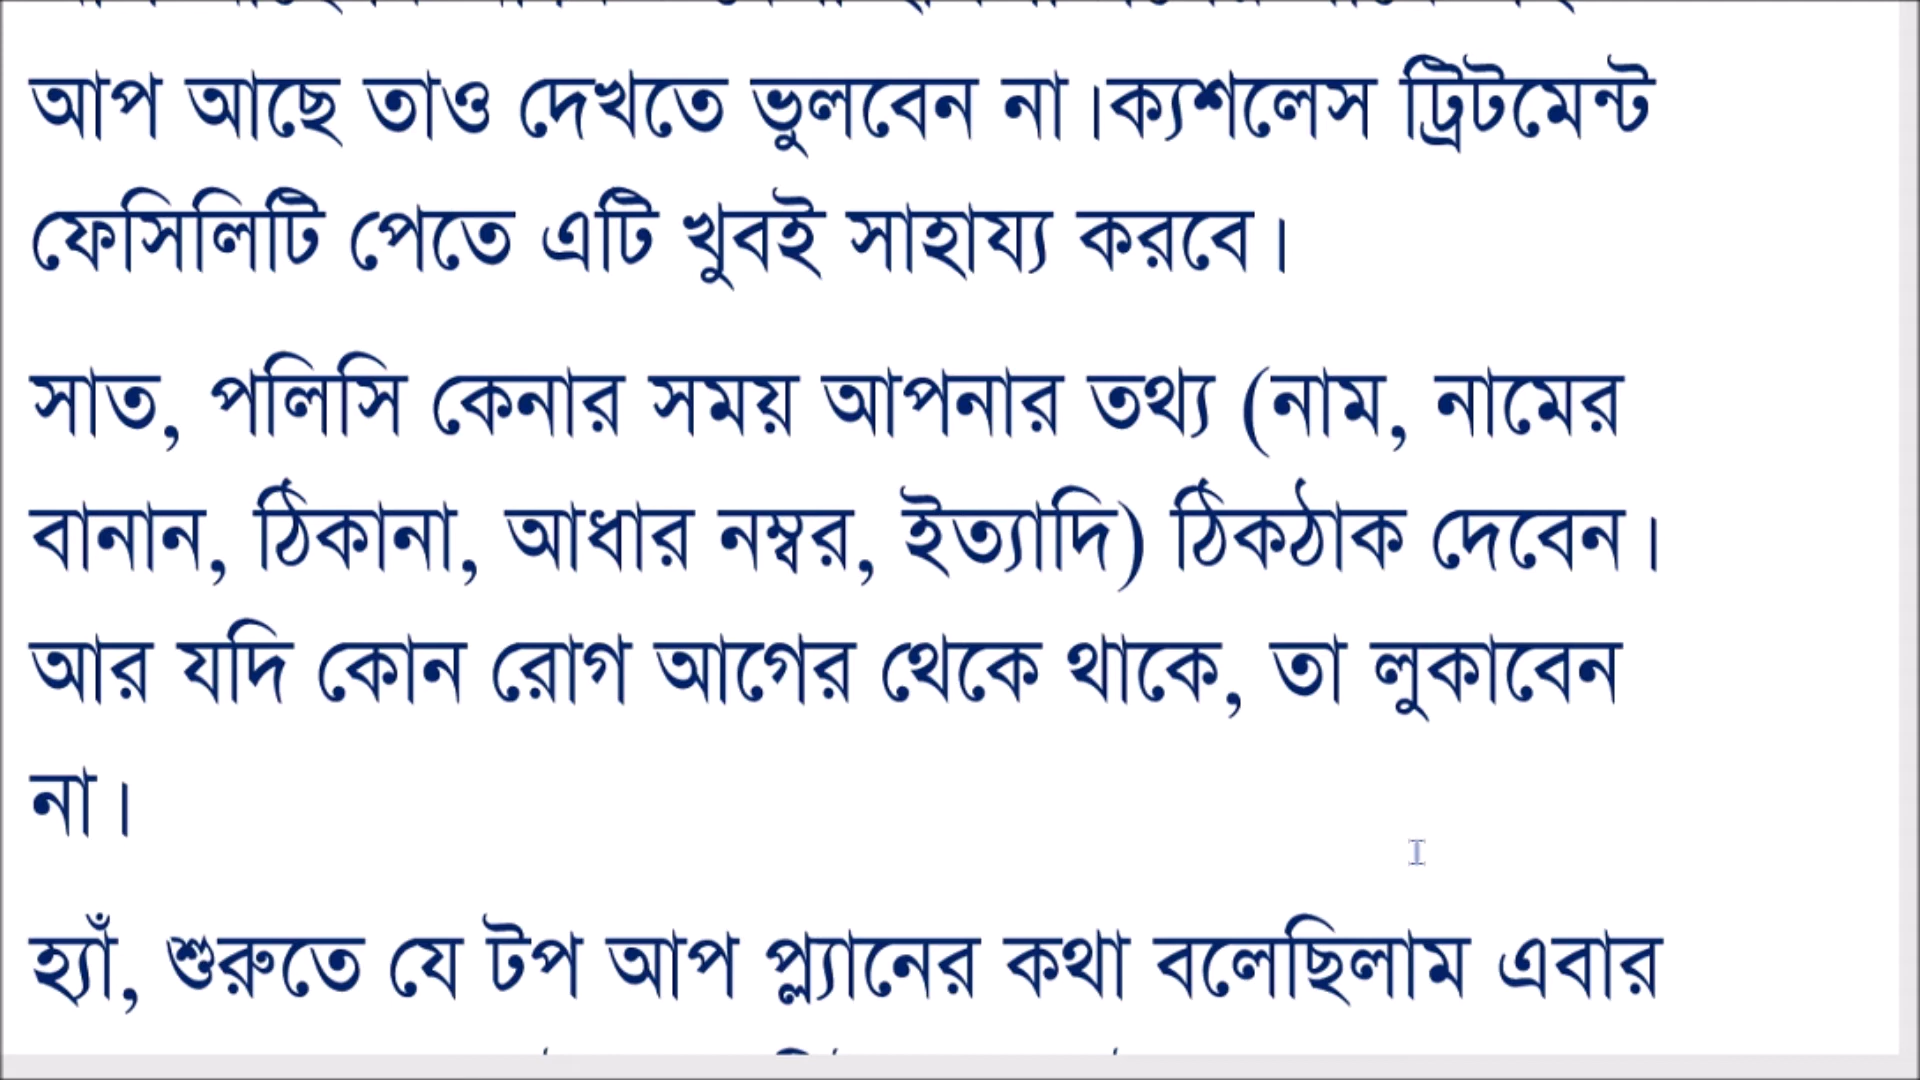 আপ আছে তাও দেখতে ভুলবেন না।ক্যশলেস ট্রিটমেন্ট
ফেসিলিটি পেতে এটি খুবই সাহায্য করবে।
সাত, পলিসি কেনার সময় আপনার তথ্য (নাম, নামের
বানান, ঠিকানা, আধার নম্বর, ইত্যাদি) ঠিকঠাক দেবেন।
আর যদি কোন রোগ আগের থেকে থাকে, তা লুকাবেন
না।
হ্যাঁ, শুরুতে যে টপ আপ প্ল্যানের কথা বলেছিলাম এবার